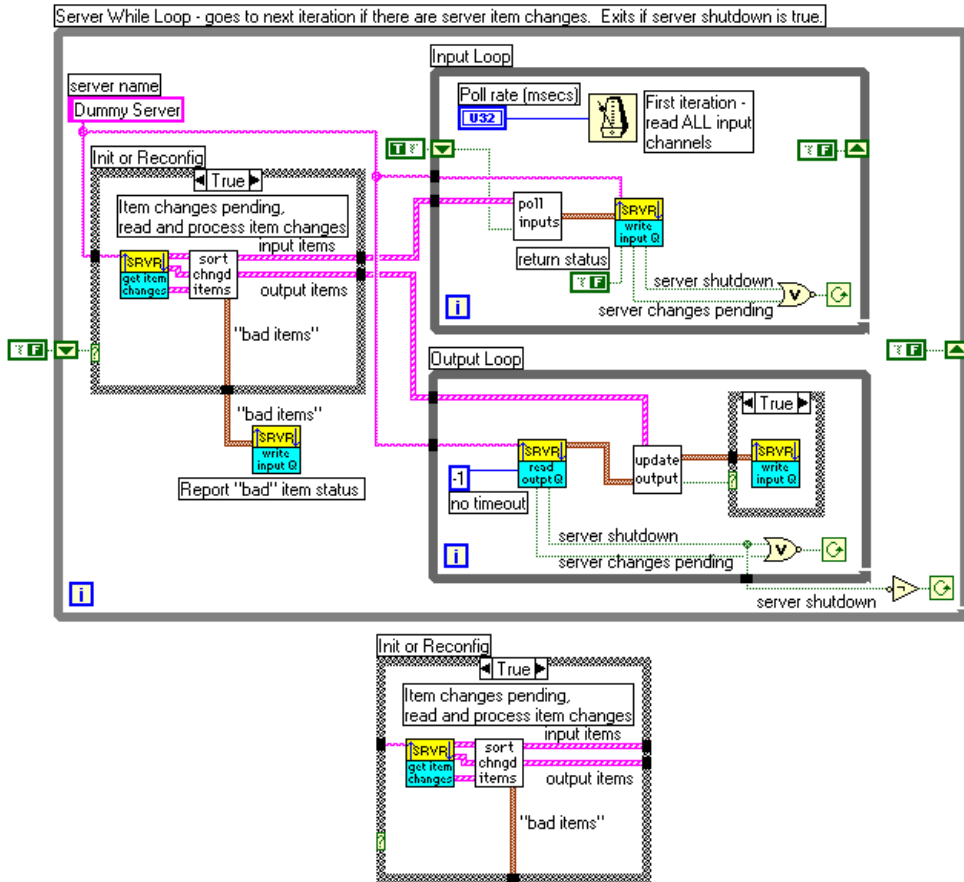 Server While Loop - goes to next iteration if there are server item changes.  Exits if server shutdown is true.
server name
Dummy Server
Init or Reconfig
True
Item changes pending,
read and process item changes
input items
SRVR
get item
changes
sort
chngd
items
output items
"bad items"
?
F
"bad items"
SRVR
write
input Q
Report "bad" item status
i
Input Loop
Poll rate (msecs)
U32
First iteration -
read ALL input
channels
T
F
poll
inputs
SRVR
write
input Q
return status
F
server shutdown
server changes pending
V
i
F
Output Loop
True
SRVR
read
outpt Q
-1
no timeout
update
output
SRVR
write
input Q
?
server shutdown
server changes pending
V
i
server shutdown
Init or Reconfig
True
Item changes pending,
read and process item changes
input items
SRVR
get item
changes
sort
chngd
items
output items
"bad items"
?